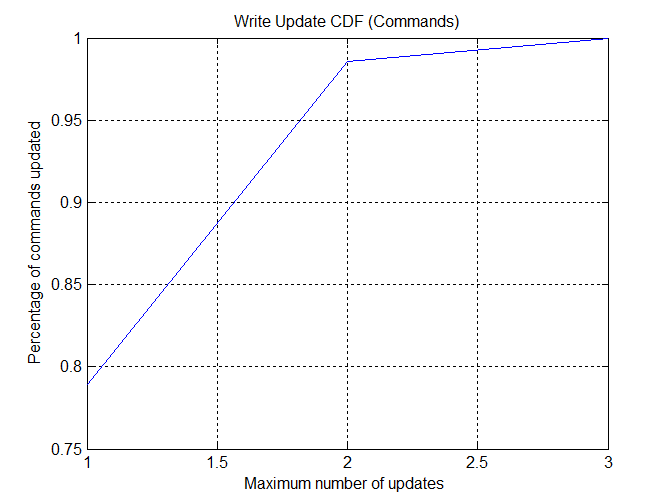 Write Update CDF (Commands)
1
0.95
0.9
0.85
0.8
0.75
Percentage of commands updated
1 1.5 2 2.5 3
Maximum number of updates